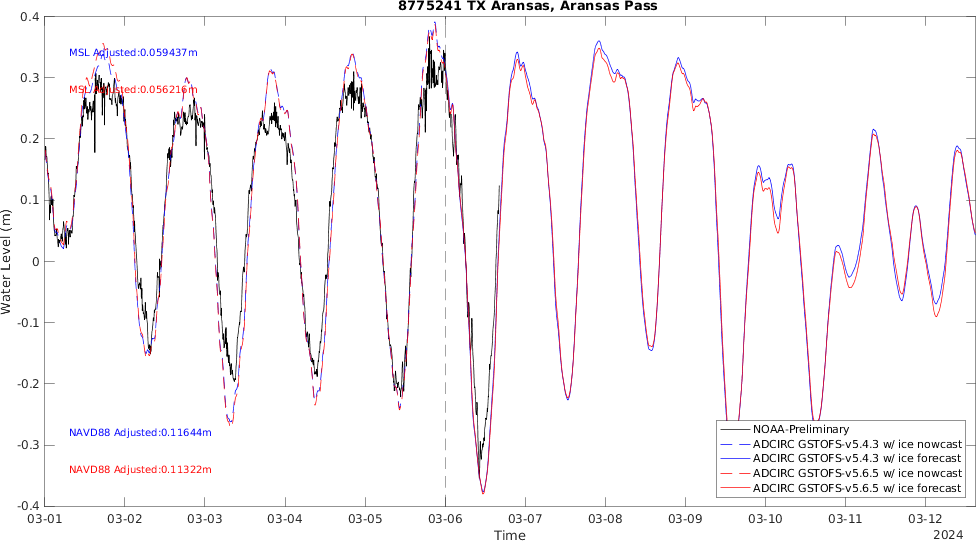 8775241 TX Aransas, Aransas Pass
Water Level (m)
0.4
0.3
0.2
0.1
0
-0.1
-0.2
-0.3
-0.4
MSL Adjusted:0.059437m
MSL Adjusted:0.056216m
NAVD88 Adjusted:0.11644m
NAVD88 Adjusted:0.11322m
NOAA-Preliminary
ADCIRC GSTOFS-v5.4.3 w/ ice nowcast
ADCIRC GSTOFS-v5.4.3 w/ ice forecast
ADCIRC GSTOFS-v5.6.5 w/ ice nowcast
ADCIRC GSTOFS-v5.6.5 w/ ice forecast
03-01 03-02 03-03 03-04 03-05 03-06 03-07 03-08 03-09 03-10 03-11 03-12
Time
2024